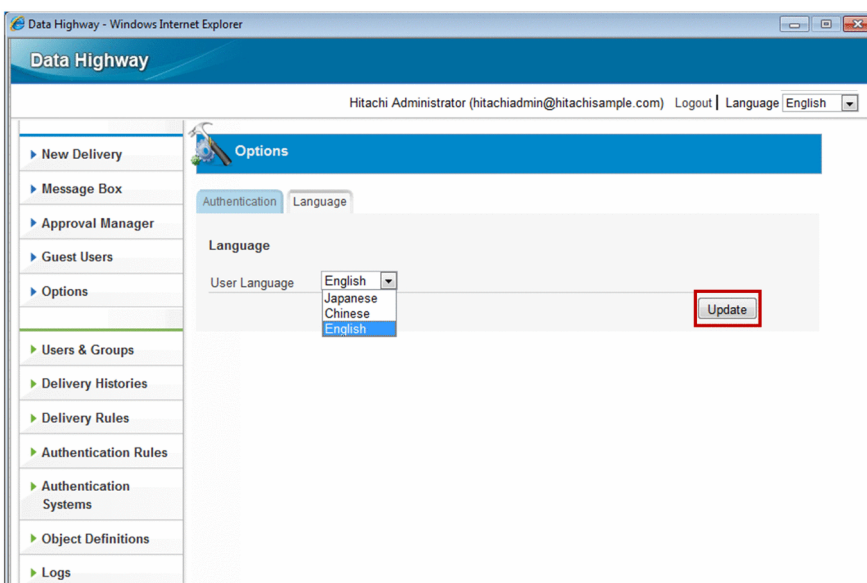 Data Highway - Windows Internet Explorer
Data Highway
Hitachi Administrator (hitachiadmin@hitachisample.com) Logout Language English
New Delivery
Message Box
Approval Manager
Guest Users
Options
Users & Groups
Delivery Histories
Delivery Rules
Authentication Rules
Authentication
Systems
Object Definitions
Logs
Options
Authentication Language
Language
User Language English
Japanese
Chinese
English
Update